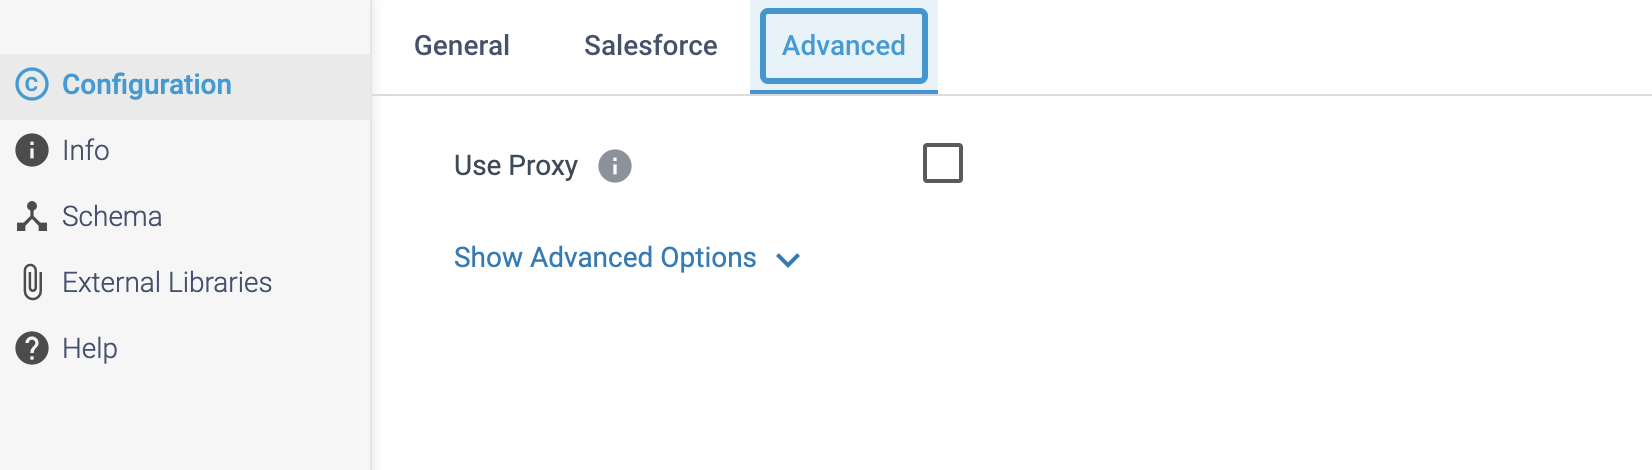 General
Salesforce
Advanced
Configuration
Info
Schema
External Libraries
Help
Use Proxy
Show Advanced Options